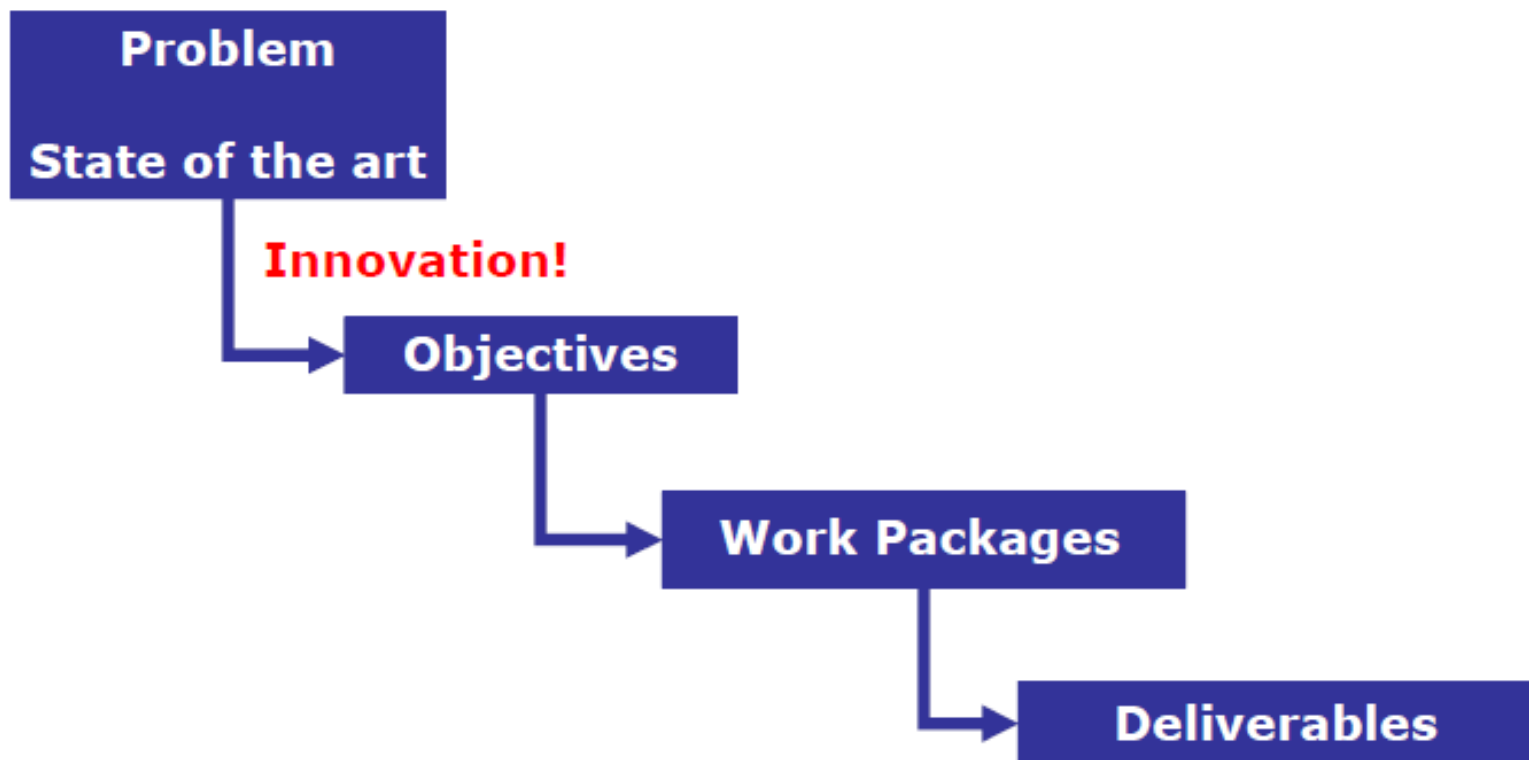 Problem
State of the art
Innovation!
Objectives
Work Packages
Deliverables